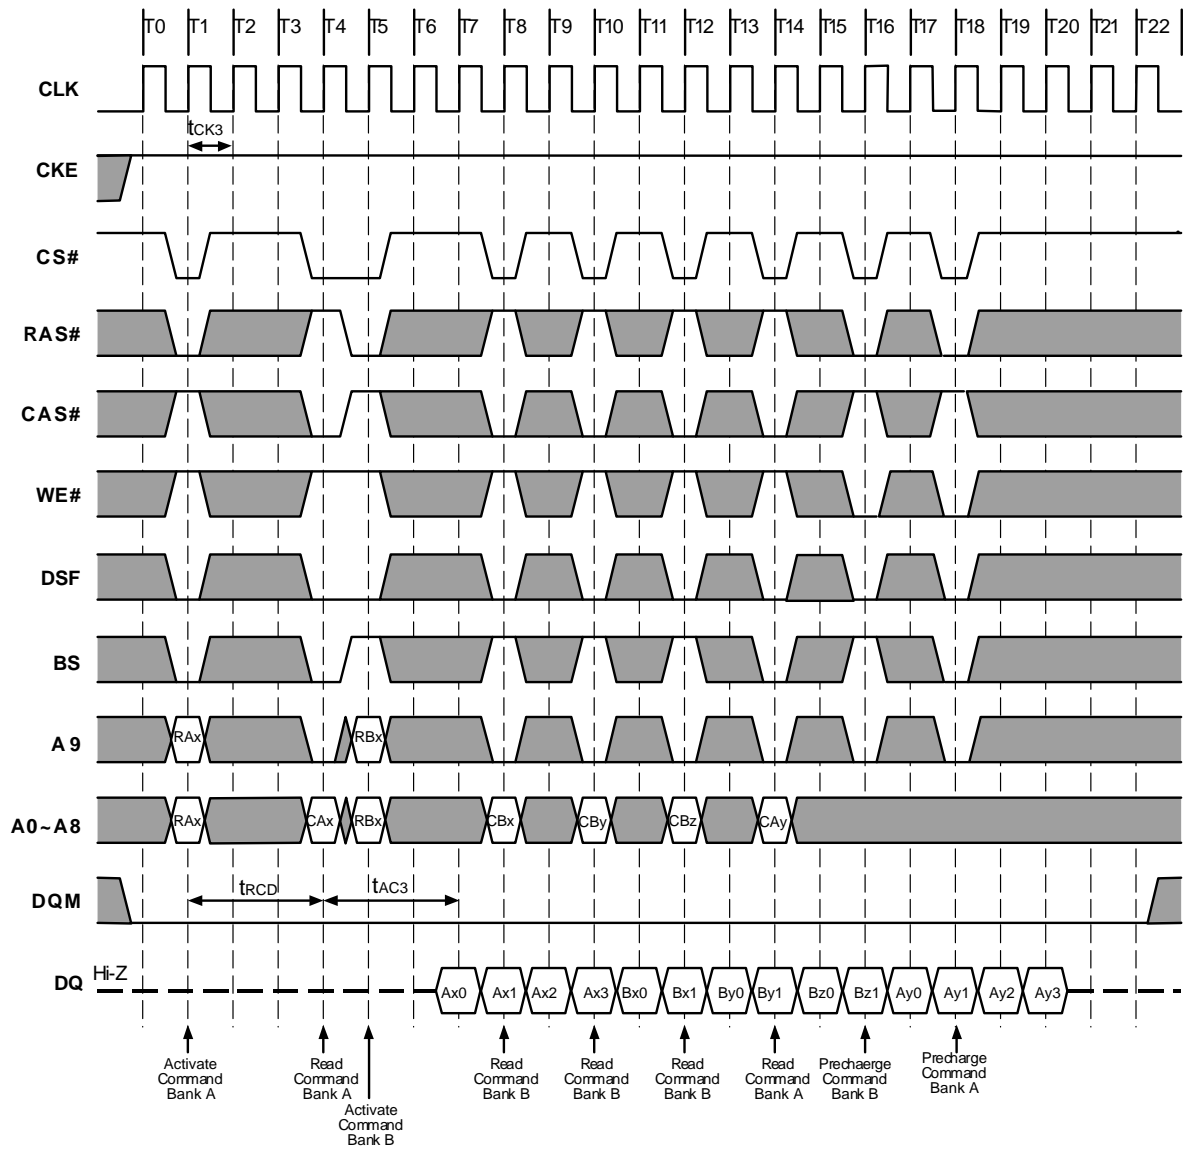 T0 T1 T2 T3 T4 T5 T6 T7 T8 T9 T10 T11 T12 T13 T14 T15 T16 T17 T18 T19 T20 T21 T22
CLK
tCK3
CKE
CS#
RAS#
CAS#
WE#
DSF
BS
A9
RAx RBx
A0~A8
RAx CAx RBx CBx CBy CBz CAy
DQM
tRCD tAC3
DQ
Hi-Z
Ax0 Ax1 Ax2 Ax3 Bx0 Bx1 By0 By1 Bz0 Bz1 Ay0 Ay1 Ay2 Ay3
Activate
Command
Bank A
Read
Command
Bank A
Activate
Command
Bank B
Read
Command
Bank B
Read
Command
Bank B
Read
Command
Bank B
Read
Command
Bank A
Prechaerge
Command
Bank B
Precharge
Command
Bank A